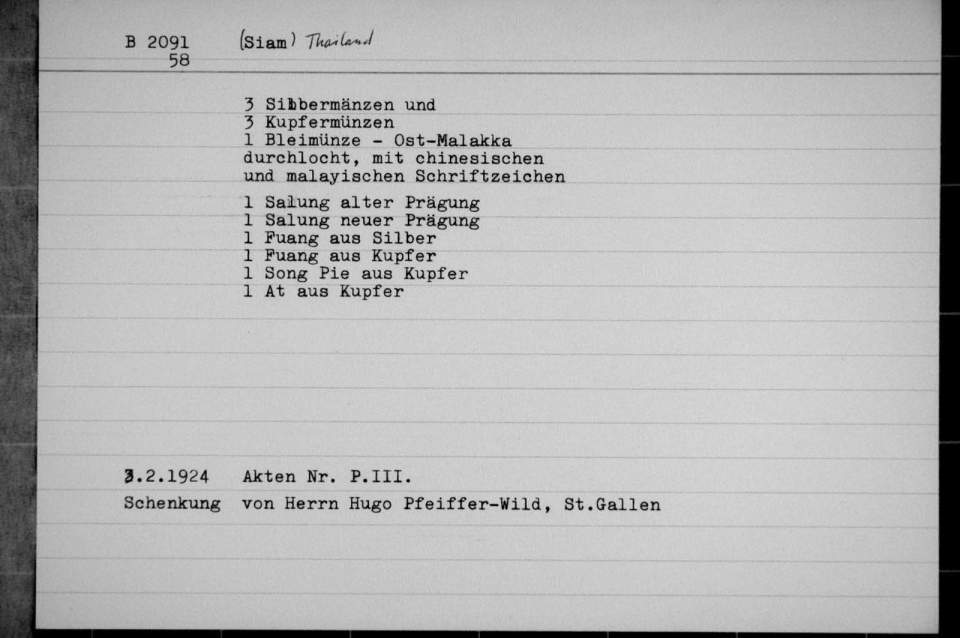 B 2091 (Siam) Thailand
58
3 Silbermänzen und
3 Kupfermünzen
1 Bleimünze - Ost-Malakka
durchlocht, mit chinesischen
und malayischen Schriftzeichen
1 Salung alter Prägung
1 Salung neuer Prägung
1 Fuang aus Silber
1 Fuang aus Kupfer
1 Song Pie aus Kupfer
1 At aus Kupfer
3.2.1924 Akten Nr. P.III.
Schenkung von Herrn Hugo Pfeiffer-Wild, St.Gallen